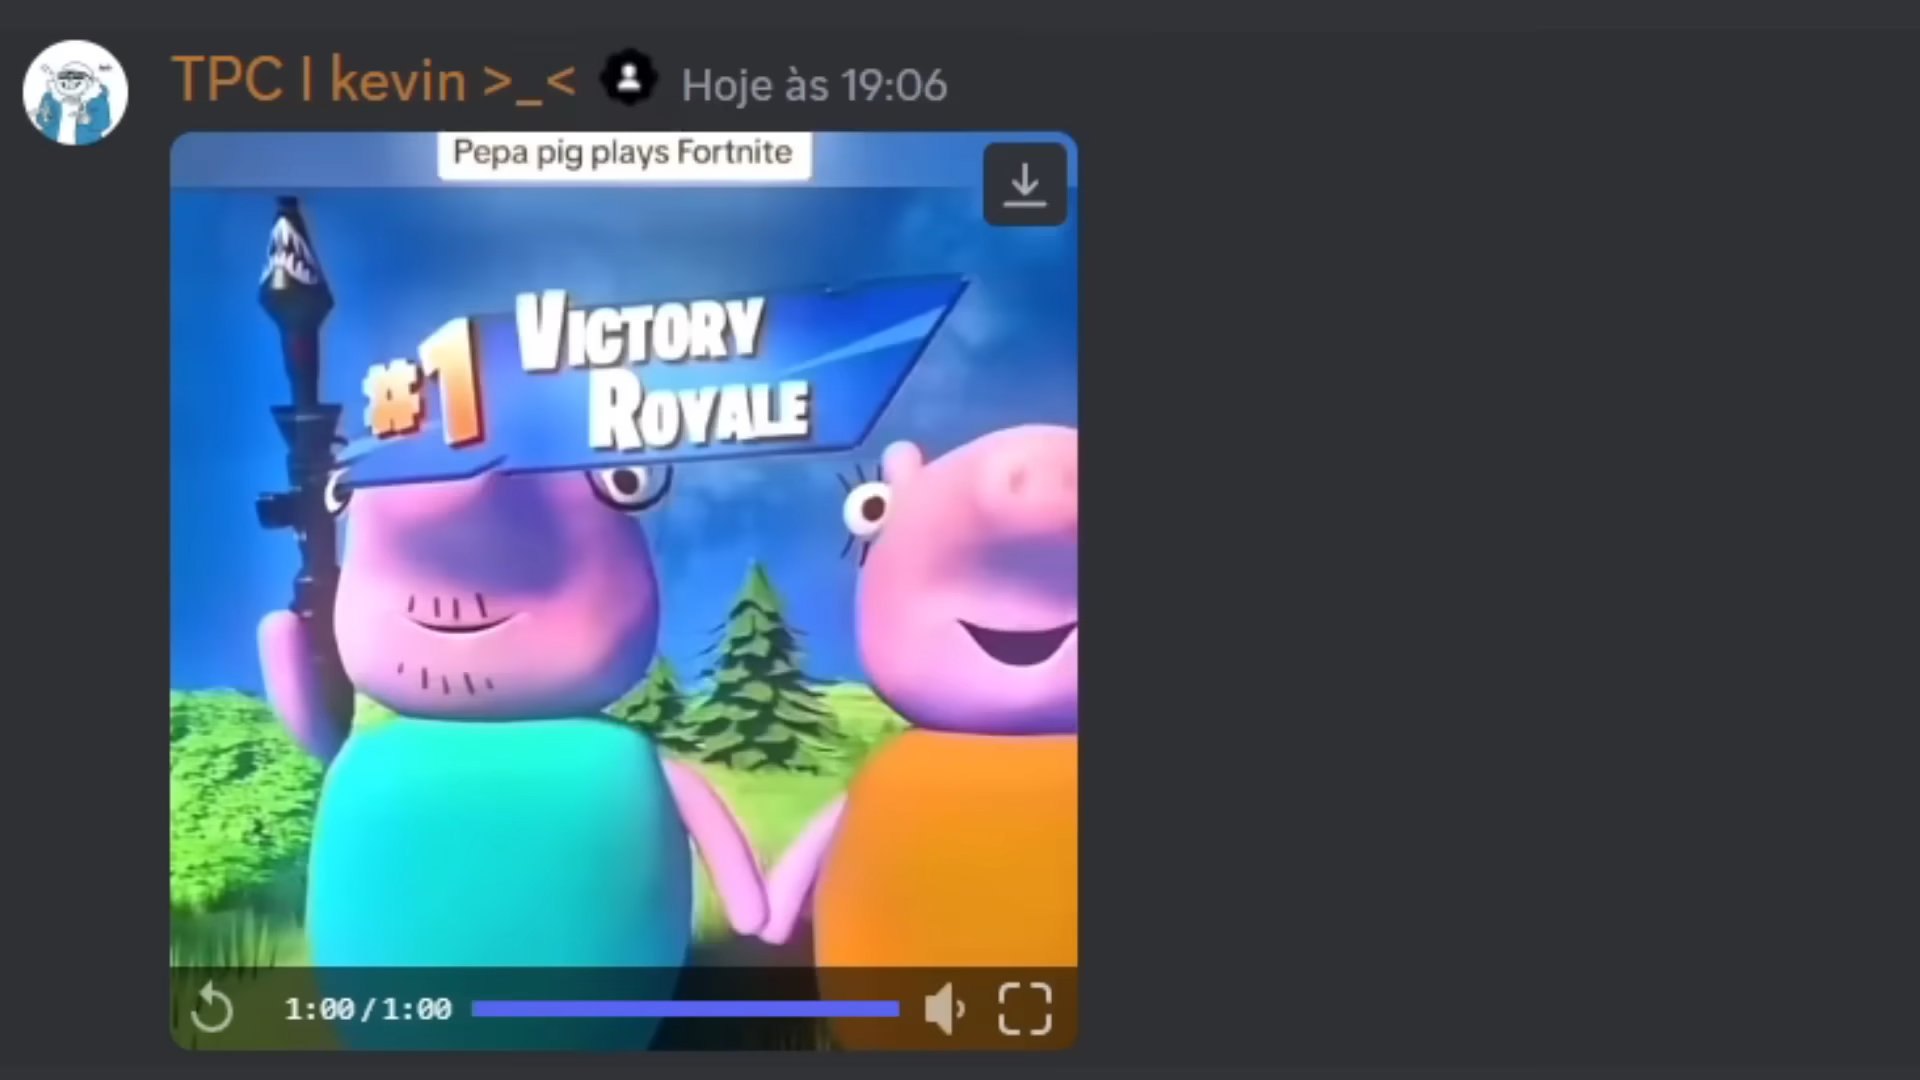 TPC | kevin >_< Hoje às 19:06
Pepa pig plays Fortnite
#1 VICTORY
ROYALE
1:00/1:00